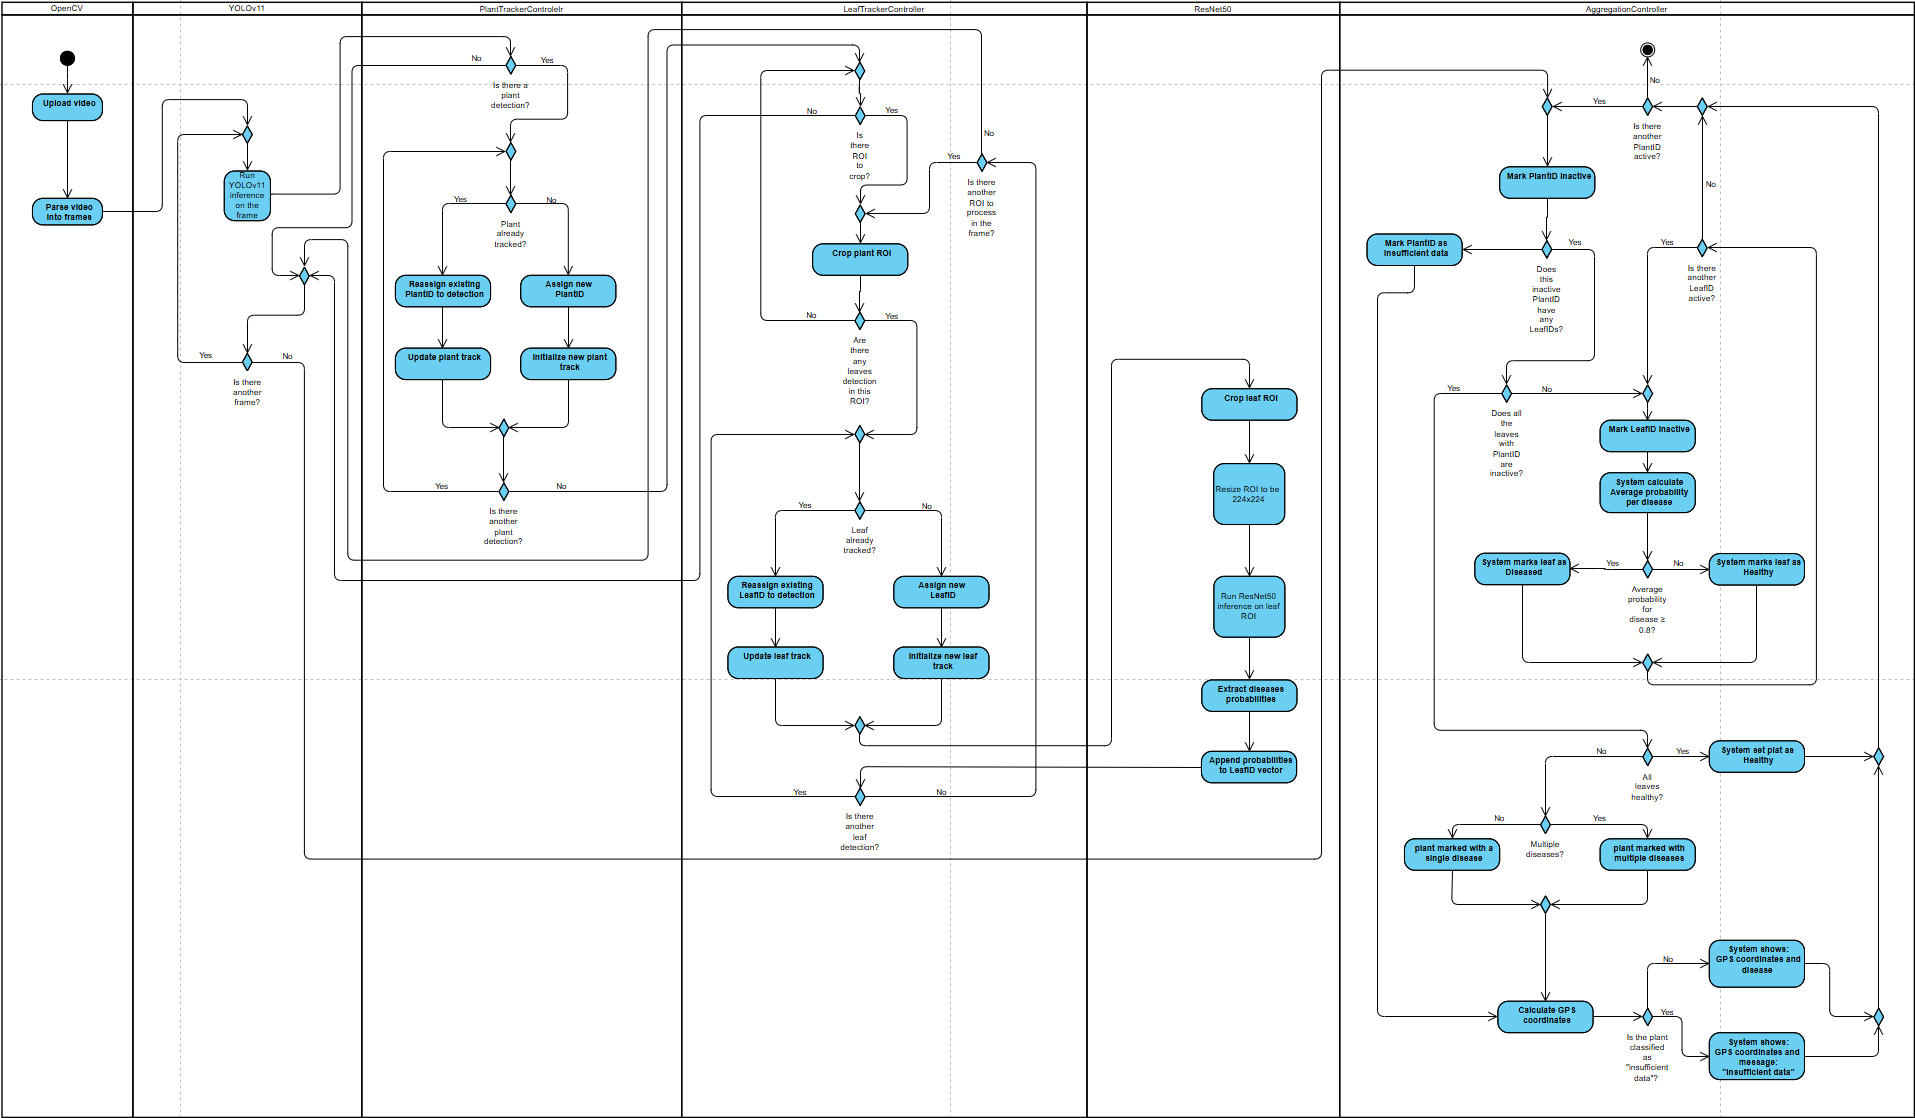 OpenCV
YOLOv11
PlantTrackerControlelr
LeafTrackerController
ResNet50
AggregationController
Upload video
Parse video
into frames
Run
YOLOv11
inference
on the
frame
Yes
No
Is there
another
frame?
No
Yes
Is there a
plant
detection?
Yes
No
Plant
already
tracked?
Reassign existing
PlantID to detection
Assign new
PlantID
Update plant track
Initialize new plant
track
Yes
No
Is there
another
plant
detection?
No
Yes
Is
there
ROI
to
crop?
No
Yes
Is there
another
ROI to
process
in the
frame?
Crop plant ROI
No
Yes
Are
there
any
leaves
detection
in this
ROI?
Yes
No
Leaf
already
tracked?
Reassign existing
LeafID to detection
Assign new
LeafID
Update leaf track
Initialize new leaf
track
Yes
No
Is there
another
leaf
detection?
Crop leaf ROI
Resize ROI to be
224x224
Run ResNet50
inference on leaf
ROI
Extract diseases
probabilities
Append probabilities
to LeafID vector
No
Yes
Is there
another
PlantID
active?
Mark PlantID Inactive
No
Mark PlantID as
Insufficient data
Yes
Does
this
inactive
PlantID
have
any
LeafIDs?
Yes
Is there
another
LeafID
active?
Yes
No
Does all
the
leaves
with
PlantID
are
inactive?
Mark LeafID Inactive
System calculate
Average probability
per disease
System marks leaf as
Diseased
Yes
No
System marks leaf as
Healthy
Average
probability
for
disease ≥
0.8?
No
Yes
All
leaves
healthy?
System set plat as
Healthy
No
Yes
Multiple
diseases?
plant marked with a
single disease
plant marked with
multiple diseases
Calculate GPS
coordinates
No
Yes
Is the plant
classified
as
"insufficient
data"?
System shows:
GPS coordinates and
disease
System shows:
GPS coordinates and
message:
"Insufficient data"